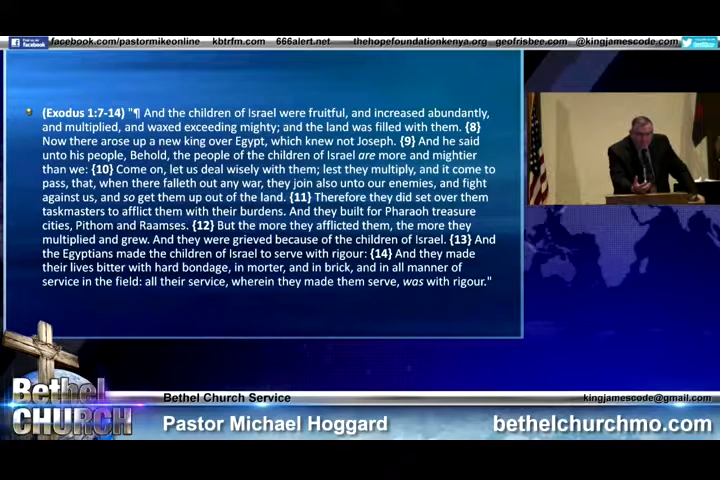 Find us on facebook facebook.com/pastormikeonline kbtrfm.com 666alert.net thehopefoundationkenya.org geofrisbee.com @kingjamescode.com twitter
(Exodus 1:7-14) "¶ And the children of Israel were fruitful, and increased abundantly,
and multiplied, and waxed exceeding mighty; and the land was filled with them. {8}
Now there arose up a new king over Egypt, which knew not Joseph. {9} And he said
unto his people, Behold, the people of the children of Israel are more and mightier
than we: {10} Come on, let us deal wisely with them; lest they multiply, and it come to
pass, that, when there falleth out any war, they join also unto our enemies, and fight
against us, and so get them up out of the land. {11} Therefore they did set over them
taskmasters to afflict them with their burdens. And they built for Pharaoh treasure
cities, Pithom and Raamses. {12} But the more they afflicted them, the more they
multiplied and grew. And they were grieved because of the children of Israel. {13} And
the Egyptians made the children of Israel to serve with rigour: {14} And they made
their lives bitter with hard bondage, in morter, and in brick, and in all manner of
service in the field: all their service, wherein they made them serve, was with rigour."
Bethel
CHURCH
Bethel Church Service kingjamescode@gmail.com
Pastor Michael Hoggard bethelchurchmo.com